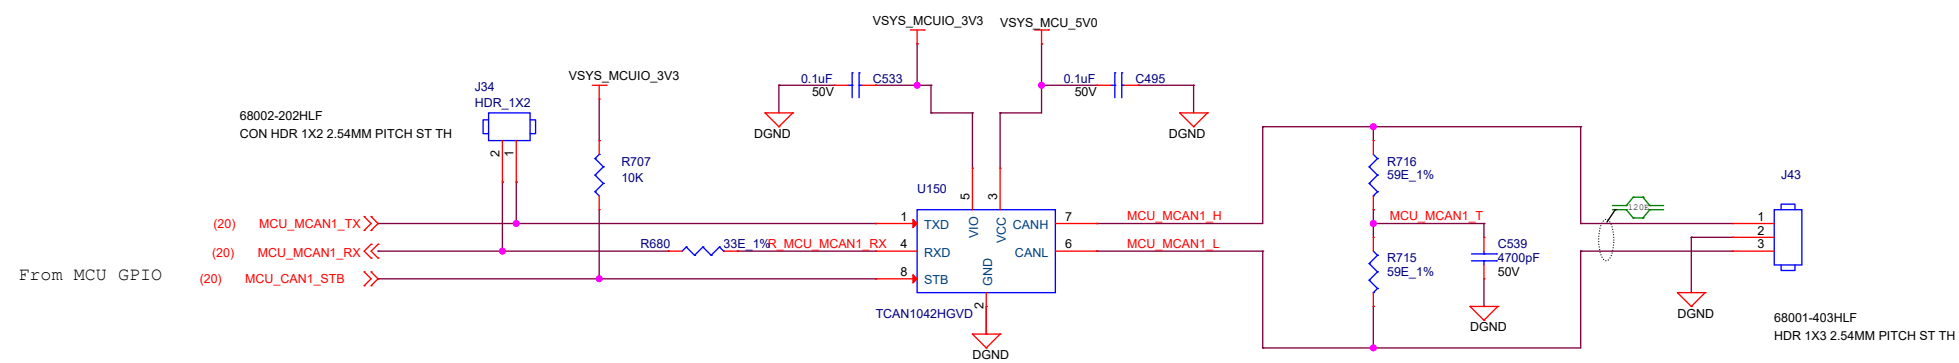 VSYS_MCUIO_3V3
VSYS_MCU_5V0
VSYS_MCUIO_3V3
0.1uF
C533
50V
0.1uF
C495
50V
J34
HDR_1X2
68002-202HLF
CON HDR 1X2 2.54MM PITCH ST TH
DGND
DGND
2
1
R707
10K
R716
59E_1%
J43
U150
5
3
(20)
MCU_MCAN1_TX
1
TXD
VIO
VCC
CANH
7
MCU_MCAN1_H
MCU_MCAN1_T
120E
1
2
3
(20)
MCU_MCAN1_RX
R680
33E_1%
R_MCU_MCAN1_RX
4
RXD
CANL
6
MCU_MCAN1_L
C539
4700pF
50V
R715
59E_1%
From MCU GPIO
(20)
MCU_CAN1_STB
8
STB
GND
2
TCAN1042HGVD
DGND
DGND
DGND
68001-403HLF
HDR 1X3 2.54MM PITCH ST TH